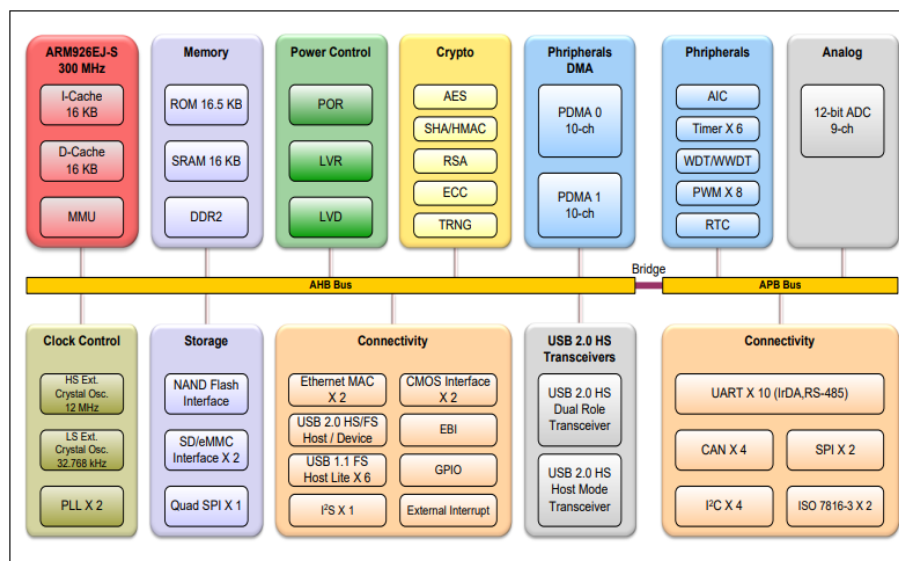 ARM926EJ-S
300 MHz
I-Cache
16 KB
D-Cache
16 KB
MMU
Memory
ROM 16.5 KB
SRAM 16 KB
DDR2
Power Control
POR
LVR
LVD
Crypto
AES
SHA/HMAC
RSA
ECC
TRNG
Phripherals
DMA
PDMA 0
10-ch
PDMA 1
10-ch
Phripherals
AIC
Timer X 6
WDT/WWDT
PWM X 8
RTC
Analog
12-bit ADC
9-ch
AHB Bus
Bridge
APB Bus
Clock Control
HS Ext.
Crystal Osc.
12 MHz
LS Ext.
Crystal Osc.
32.768 kHz
PLL X 2
Storage
NAND Flash
Interface
SD/eMMC
Interface X 2
Quad SPI X 1
Connectivity
Ethernet MAC
X 2
USB 2.0 HS/FS
Host / Device
USB 1.1 FS
Host Lite X 6
I²S X 1
CMOS Interface
X 2
EBI
GPIO
External Interrupt
USB 2.0 HS
Transceivers
USB 2.0 HS
Dual Role
Transceiver
USB 2.0 HS
Host Mode
Transceiver
Connectivity
UART X 10 (IrDA,RS-485)
CAN X 4
SPI X 2
I²C X 4
ISO 7816-3 X 2